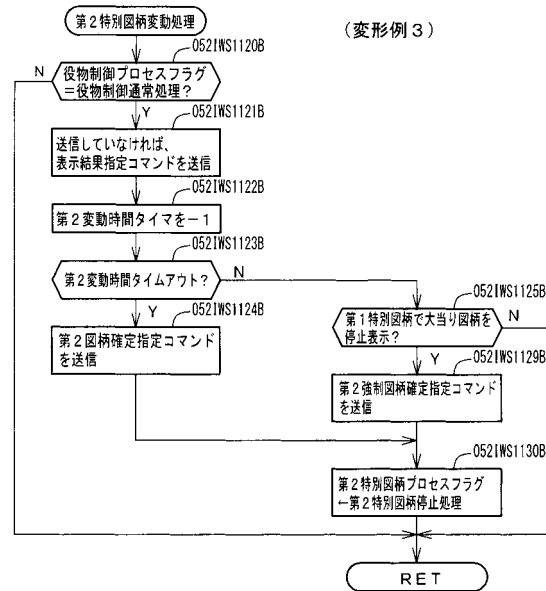 第2特別図柄変動処理
(変形例3)
052IWS1120B
N
役物制御プロセスフラグ
=役物制御通常処理?
Y
052IWS1121B
送信していなければ、
表示結果指定コマンドを送信
052IWS1122B
第2変動時間タイマを-1
052IWS1123B
第2変動時間タイムアウト?
N
Y
052IWS1124B
第2図柄確定指定コマンド
を送信
052IWS1125B
第1特別図柄で大当り図柄を
停止表示?
N
Y
052IWS1129B
第2強制図柄確定指定コマンド
を送信
052IWS1130B
第2特別図柄プロセスフラグ
←第2特別図柄停止処理
RET